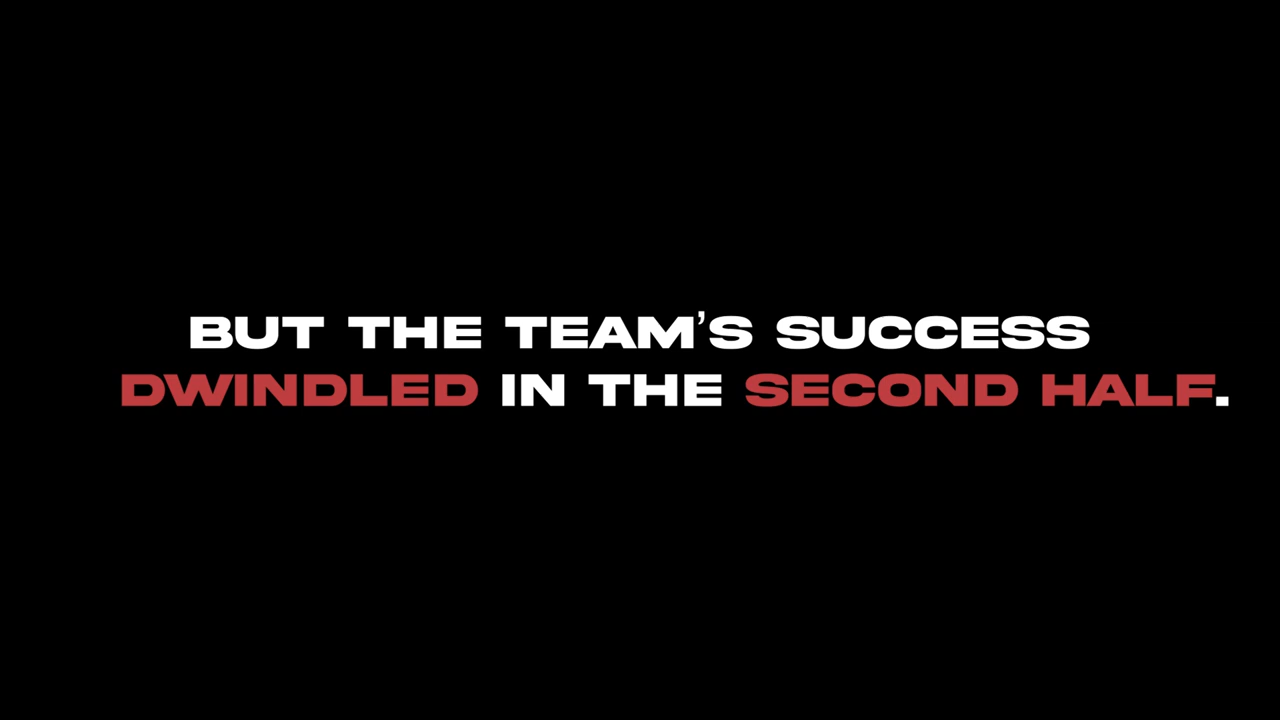 BUT THE TEAM'S SUCCESS
DWINDLED IN THE SECOND HALF.